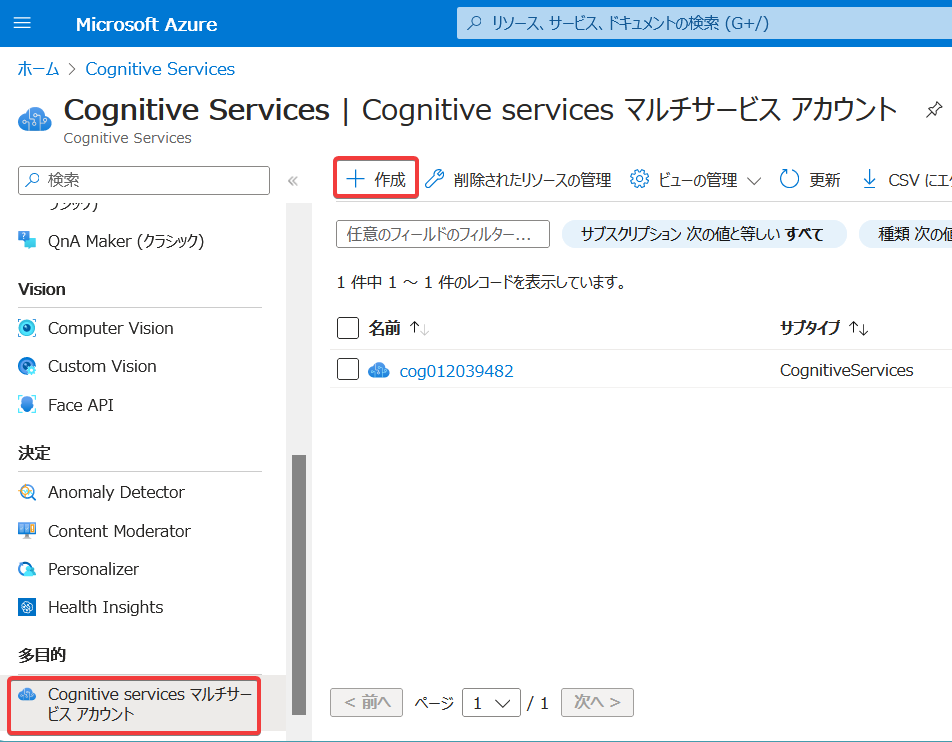 Microsoft Azure
リソース、サービス、ドキュメントの検索 (G+/)
ホーム > Cognitive Services
Cognitive Services | Cognitive services マルチサービス アカウント
Cognitive Services
検索
«
+ 作成
削除されたリソースの管理
ビューの管理
更新
CSV にエ
QnA Maker (クラシック)
Vision
Computer Vision
Custom Vision
Face API
決定
Anomaly Detector
Content Moderator
Personalizer
Health Insights
多目的
Cognitive services マルチサー
ビス アカウント
任意のフィールドのフィルター...
サブスクリプション 次の値と等しい すべて
種類 次の値
1 件中 1 ～ 1 件のレコードを表示しています。
名前 ↑↓
サブタイプ ↑↓
cog012039482
CognitiveServices
< 前へ
ページ
1
/ 1
次へ >